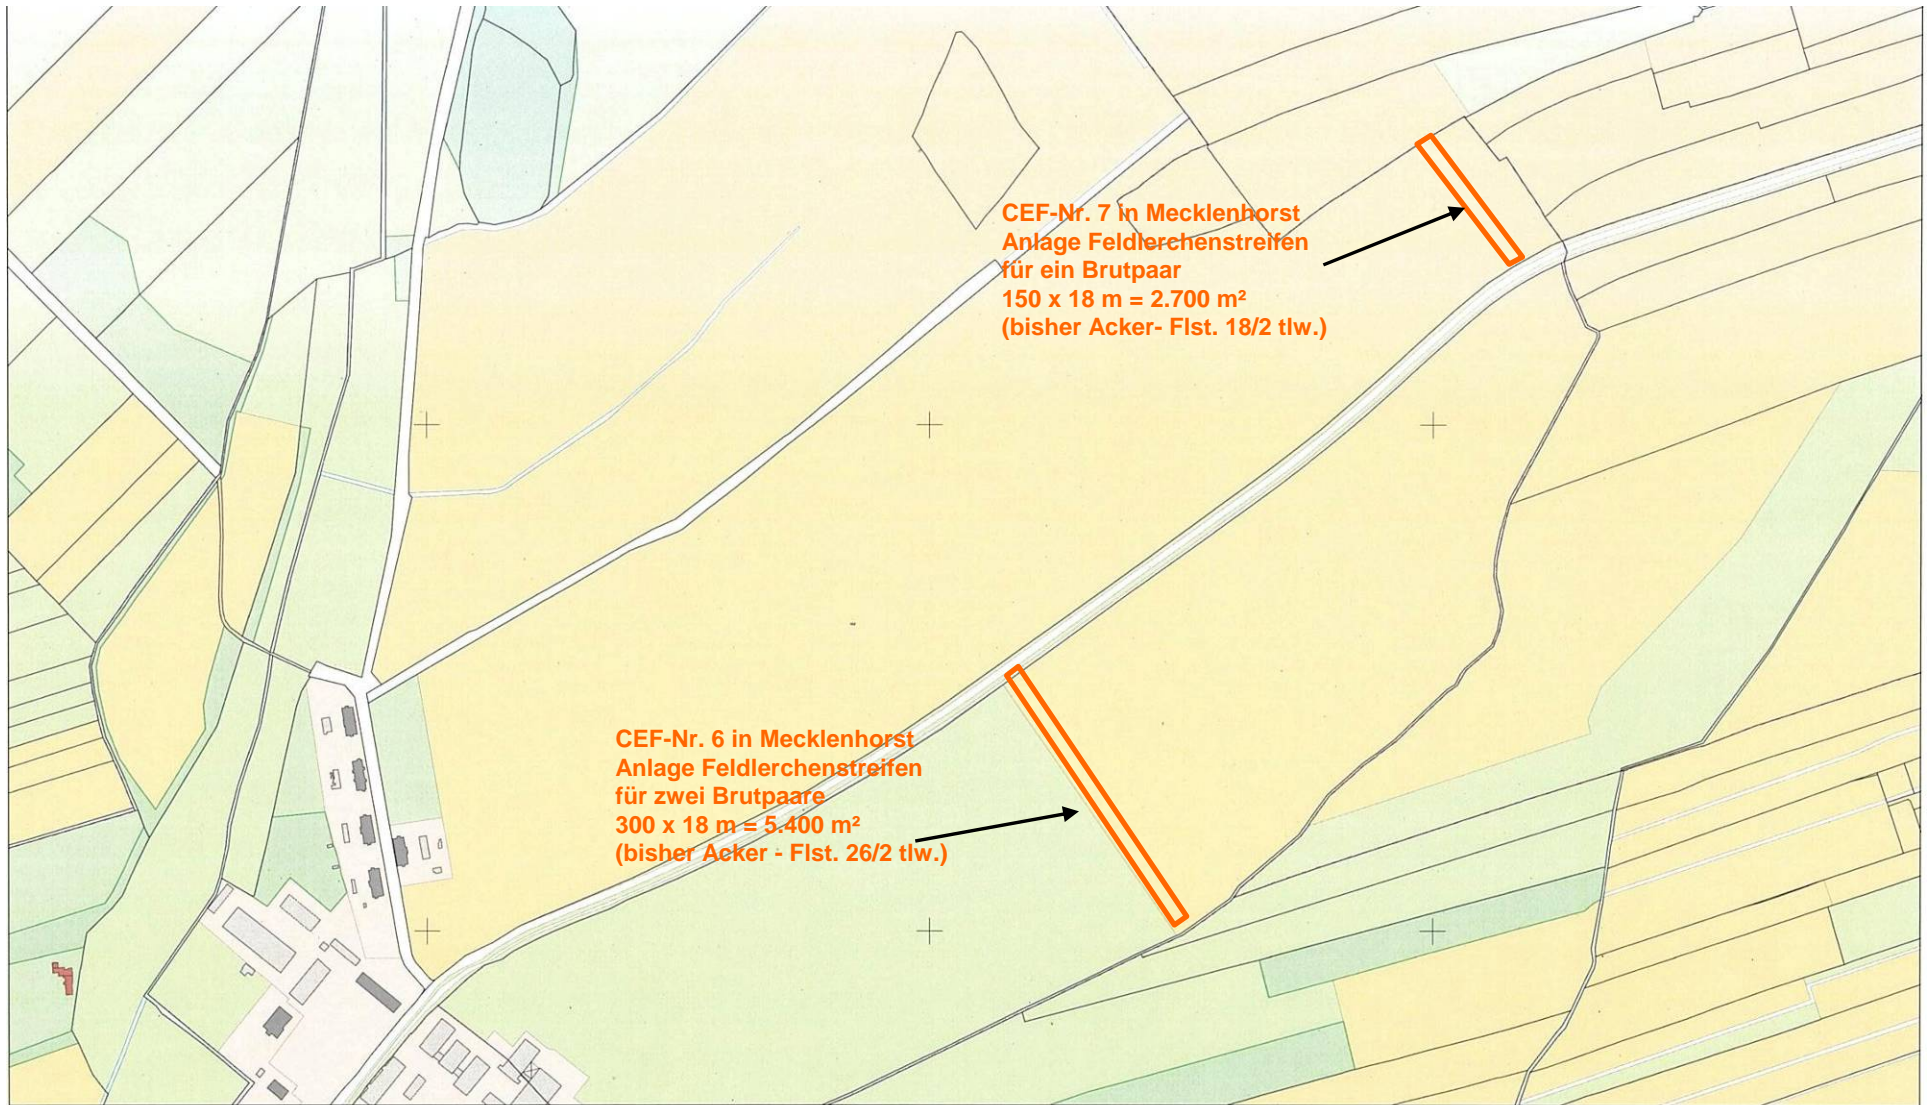 CEF-Nr. 7 in Mecklenhorst
Anlage Feldlerchenstreifen
für ein Brutpaar
150 x 18 m = 2.700 m²
(bisher Acker- Flst. 18/2 tlw.)
CEF-Nr. 6 in Mecklenhorst
Anlage Feldlerchenstreifen
für zwei Brutpaare
300 x 18 m = 5.400 m²
(bisher Acker - Flst. 26/2 tlw.)